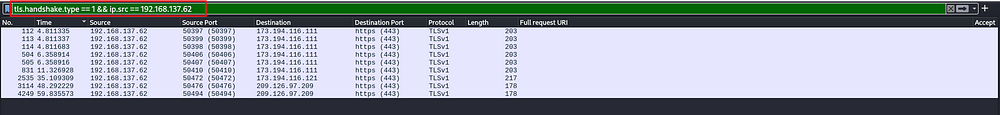 tls.handshake.type == 1 && ip.src == 192.168.137.62
No. Time Source Source Port Destination Destination Port Protocol Length Full request URI Accept
112 4.811335 192.168.137.62 50397 (50397) 173.194.116.111 https (443) TLSv1 203
113 4.811337 192.168.137.62 50399 (50399) 173.194.116.111 https (443) TLSv1 203
114 4.811683 192.168.137.62 50398 (50398) 173.194.116.111 https (443) TLSv1 203
504 6.358914 192.168.137.62 50406 (50406) 173.194.116.111 https (443) TLSv1 203
505 6.358916 192.168.137.62 50407 (50407) 173.194.116.111 https (443) TLSv1 203
831 11.326928 192.168.137.62 50410 (50410) 173.194.116.111 https (443) TLSv1 203
2535 35.109309 192.168.137.62 50472 (50472) 173.194.116.121 https (443) TLSv1 217
3114 48.292229 192.168.137.62 50476 (50476) 209.126.97.209 https (443) TLSv1 178
4249 59.835573 192.168.137.62 50494 (50494) 209.126.97.209 https (443) TLSv1 178